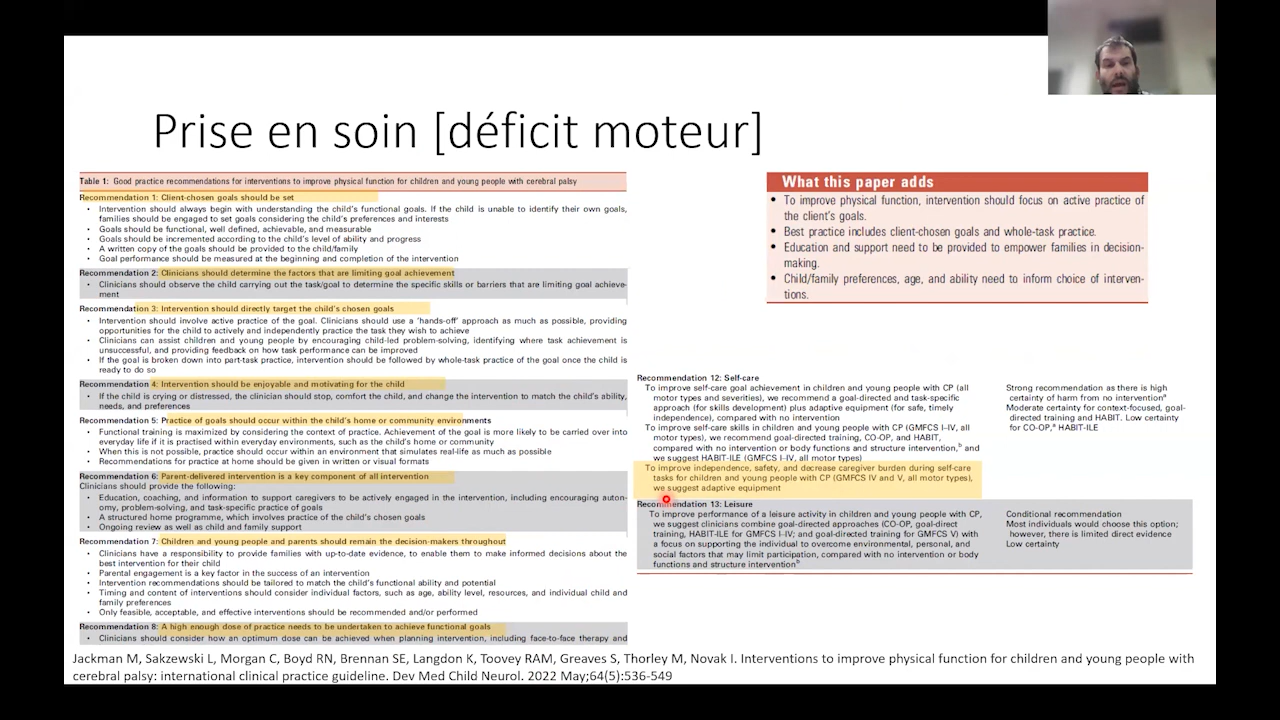 Prise en soin [déficit moteur]
Table 1: Good practice recommendations for interventions to improve physical function for children and young people with cerebral palsy
Recommendation 1: Client-chosen goals should be set
• Intervention should always begin with understanding the child's functional goals. If the child is unable to identify their own goals,
families should be engaged to set goals considering the child's preferences and interests
• Goals should be functional, well defined, achievable, and measurable
• Goals should be incremented according to the child's level of ability and progress
• A written copy of the goals should be provided to the child/family
• Goal performance should be measured at the beginning and completion of the intervention
Recommendation 2: Clinicians should determine the factors that are limiting goal achievement
• Clinicians should observe the child carrying out the task/goal to determine the specific skills or barriers that are limiting goal achieve-
ment
Recommendation 3: Intervention should directly target the child's chosen goals
• Intervention should involve active practice of the goal. Clinicians should use a 'hands-off' approach as much as possible, providing
opportunities for the child to actively and independently practice the task they wish to achieve
• Clinicians can assist children and young people by encouraging child-led problem-solving, identifying where task achievement is
unsuccessful, and providing feedback on how task performance can be improved
• If the goal is broken down into part-task practice, intervention should be followed by whole-task practice of the goal once the child is
ready to do so
Recommendation 4: Intervention should be enjoyable and motivating for the child
• If the child is crying or distressed, the clinician should stop, comfort the child, and change the intervention to match the child's ability,
needs, and preferences
Recommendation 5: Practice of goals should occur within the child's home or community environments
• Functional training is maximized by considering the context of practice. Achievement of the goal is more likely to be carried over into
everyday life if it is practised within everyday environments, such as the child's home or community
• When this is not possible, practice should occur within an environment that simulates real-life as much as possible
• Recommendations for practice at home should be given in written or visual formats
Recommendation 6: Parent-delivered intervention is a key component of all intervention
Clinicians should provide the following:
• Education, coaching, and information to support caregivers to be actively engaged in the intervention, including encouraging auton-
omy, problem-solving, and task-specific practice of goals
• A structured home programme, which involves practice of the child's chosen goals
• Ongoing review as well as child and family support
Recommendation 7: Children and young people and parents should remain the decision-makers throughout
• Clinicians have a responsibility to provide families with up-to-date evidence, to enable them to make informed decisions about the
best intervention for their child
• Parental engagement is a key factor in the success of an intervention
• Intervention recommendations should be tailored to match the child's functional ability and potential
• Timing and content of interventions should consider individual factors, such as age, ability level, resources, and individual child and
family preferences
• Only feasible, acceptable, and effective interventions should be recommended and/or performed
Recommendation 8: A high enough dose of practice needs to be undertaken to achieve functional goals
• Clinicians should consider how an optimum dose can be achieved when planning intervention, including face-to-face therapy and
What this paper adds
• To improve physical function, intervention should focus on active practice of
the client's goals.
• Best practice includes client-chosen goals and whole-task practice.
• Education and support need to be provided to empower families in decision-
making.
• Child/family preferences, age, and ability need to inform choice of interven-
tions.
Recommendation 12: Self-care
To improve self-care goal achievement in children and young people with CP (all
motor types and severities), we recommend a goal-directed and task-specific
approach (for skills development) plus adaptive equipment (for safe, timely
independence), compared with no intervention
To improve self-care skills in children and young people with CP (GMFCS I–IV, all
motor types), we recommend goal-directed training, CO-OP, and HABIT,
compared with no intervention or body functions and structure intervention,b and
we suggest HABIT-ILE (GMFCS I–IV, all motor types)
To improve independence, safety, and decrease caregiver burden during self-care
tasks for children and young people with CP (GMFCS IV and V, all motor types),
we suggest adaptive equipment
Strong recommendation as there is high
certainty of harm from no interventiona
Moderate certainty for context-focused, goal-
directed training and HABIT. Low certainty
for CO-OP,a HABIT-ILE
Recommendation 13: Leisure
To improve performance of a leisure activity in children and young people with CP,
we suggest clinicians combine goal-directed approaches (CO-OP, goal-direct
training, HABIT-ILE for GMFCS I–IV; and goal-directed training for GMFCS V) with
a focus on supporting the individual to overcome environmental, personal, and
social factors that may limit participation, compared with no intervention or body
functions and structure interventionb
Conditional recommendation
Most individuals would choose this option;
however, there is limited direct evidence
Low certainty
Jackman M, Sakzewski L, Morgan C, Boyd RN, Brennan SE, Langdon K, Toovey RAM, Greaves S, Thorley M, Novak I. Interventions to improve physical function for children and young people with
cerebral palsy: international clinical practice guideline. Dev Med Child Neurol. 2022 May;64(5):536-549